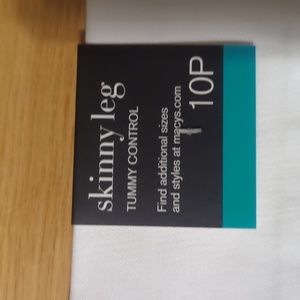 skinny leg
TUMMY CONTROL
Find additional sizes
and styles at macys.com
10P